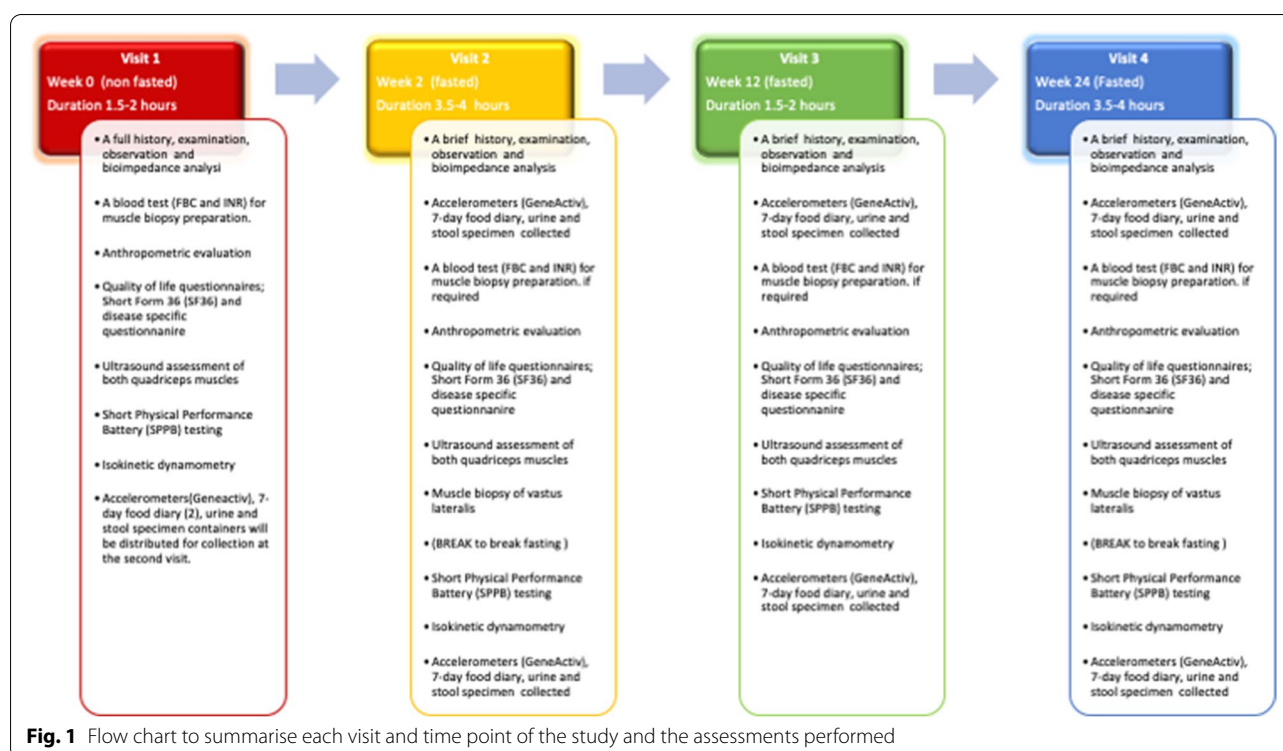 Visit 1
Week 0 (non fasted)
Duration 1.5-2 hours
• A full history, examination,
observation and
bioimpedance analysi
• A blood test (FBC and INR) for
muscle biopsy preparation.
• Anthropometric evaluation
• Quality of life questionnaires;
Short Form 36 (SF36) and
disease specific
questionnanire
• Ultrasound assessment of
both quadriceps muscles
• Short Physical Performance
Battery (SPPB) testing
• Isokinetic dynamometry
• Accelerometers(Geneactiv), 7-
day food diary (2), urine and
stool specimen containers will
be distributed for collection at
the second visit.
Visit 2
Week 2 (fasted)
Duration 3.5-4 hours
• A brief history, examination,
observation and
bioimpedance analysis
• Accelerometers (GeneActiv),
7-day food diary, urine and
stool specimen collected
• A blood test (FBC and INR) for
muscle biopsy preparation. if
required
• Anthropometric evaluation
• Quality of life questionnaires;
Short Form 36 (SF36) and
disease specific
questionnanire
• Ultrasound assessment of
both quadriceps muscles
• Muscle biopsy of vastus
lateralis
• (BREAK to break fasting )
• Short Physical Performance
Battery (SPPB) testing
• Isokinetic dynamometry
• Accelerometers (GeneActiv),
7-day food diary, urine and
stool specimen collected
Visit 3
Week 12 (fasted)
Duration 1.5-2 hours
• A brief history, examination,
observation and
bioimpedance analysis
• Accelerometers (GeneActiv),
7-day food diary, urine and
stool specimen collected
• A blood test (FBC and INR) for
muscle biopsy preparation. if
required
• Anthropometric evaluation
• Quality of life questionnaires;
Short Form 36 (SF36) and
disease specific
questionnanire
• Ultrasound assessment of
both quadriceps muscles
• Short Physical Performance
Battery (SPPB) testing
• Isokinetic dynamometry
• Accelerometers (GeneActiv),
7-day food diary, urine and
stool specimen collected
Visit 4
Week 24 (Fasted)
Duration 3.5-4 hours
• A brief history, examination,
observation and
bioimpedance analysis
• Accelerometers (GeneActiv),
7-day food diary, urine and
stool specimen collected
• A blood test (FBC and INR) for
muscle biopsy preparation. if
required
• Anthropometric evaluation
• Quality of life questionnaires;
Short Form 36 (SF36) and
disease specific
questionnanire
• Ultrasound assessment of
both quadriceps muscles
• Muscle biopsy of vastus
lateralis
• (BREAK to break fasting )
• Short Physical Performance
Battery (SPPB) testing
• Isokinetic dynamometry
• Accelerometers (GeneActiv),
7-day food diary, urine and
stool specimen collected
Fig. 1 Flow chart to summarise each visit and time point of the study and the assessments performed